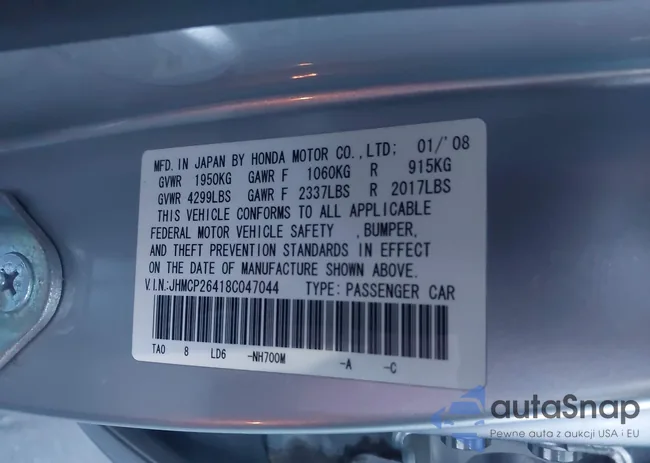 MFD. IN JAPAN BY HONDA MOTOR CO.,LTD; 01/'08
GVWR 1950KG GAWR F 1060KG R 915KG
GVWR 4299LBS GAWR F 2337LBS R 2017LBS
THIS VEHICLE CONFORMS TO ALL APPLICABLE
FEDERAL MOTOR VEHICLE SAFETY ,BUMPER,
AND THEFT PREVENTION STANDARDS IN EFFECT
ON THE DATE OF MANUFACTURE SHOWN ABOVE.
V.I.N:JHMCP26418C047044 TYPE: PASSENGER CAR
TA0 8 LD6 -NH700M -A -C
autoSnap
Pewne auta z aukcji USA i EU